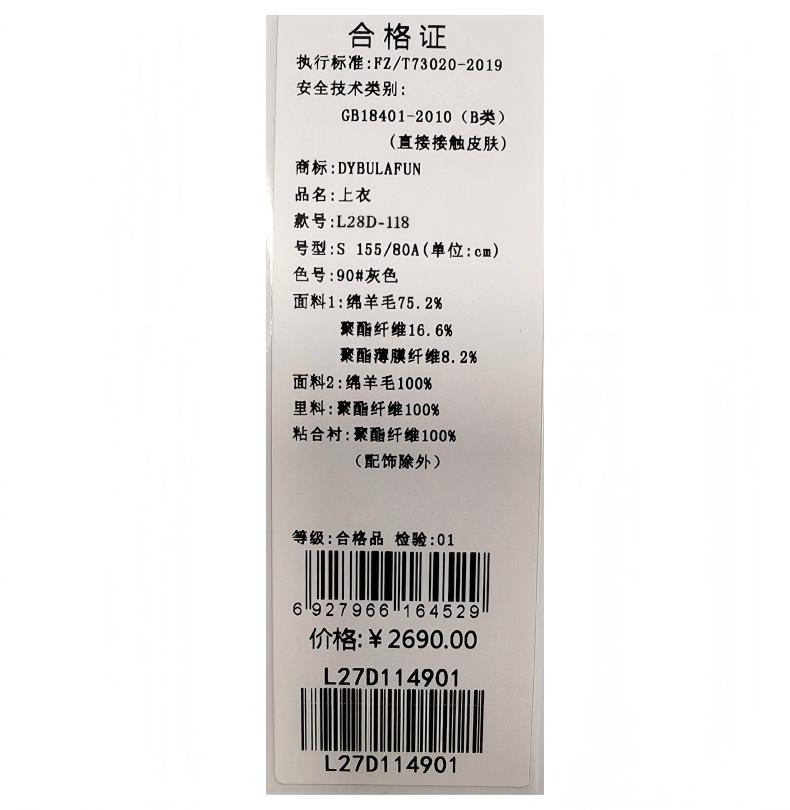 合格证
执行标准:FZ/T73020-2019
安全技术类别:
GB18401-2010（B类）
(直接接触皮肤)
商标:DYBULAFUN
品名:上衣
款号:L28D-118
号型:S 155/80A(单位:cm)
色号:90#灰色
面料1:绵羊毛75.2%
聚酯纤维16.6%
聚酯薄膜纤维8.2%
面料2:绵羊毛100%
里料:聚酯纤维100%
粘合衬:聚酯纤维100%
（配饰除外）
等级:合格品 检验:01
6 927966 164529
价格:￥2690.00
L27D114901
L27D114901